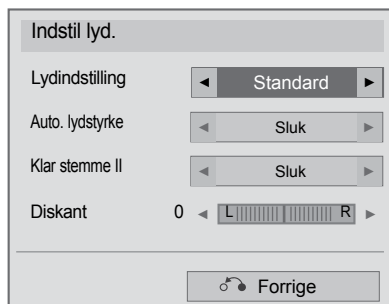 Indstil lyd.
Lydindstilling ◄ Standard ►
Auto. lydstyrke ◄ Sluk ►
Klar stemme II ◄ Sluk ►
Diskant 0 ◄ L R ►
Forrige